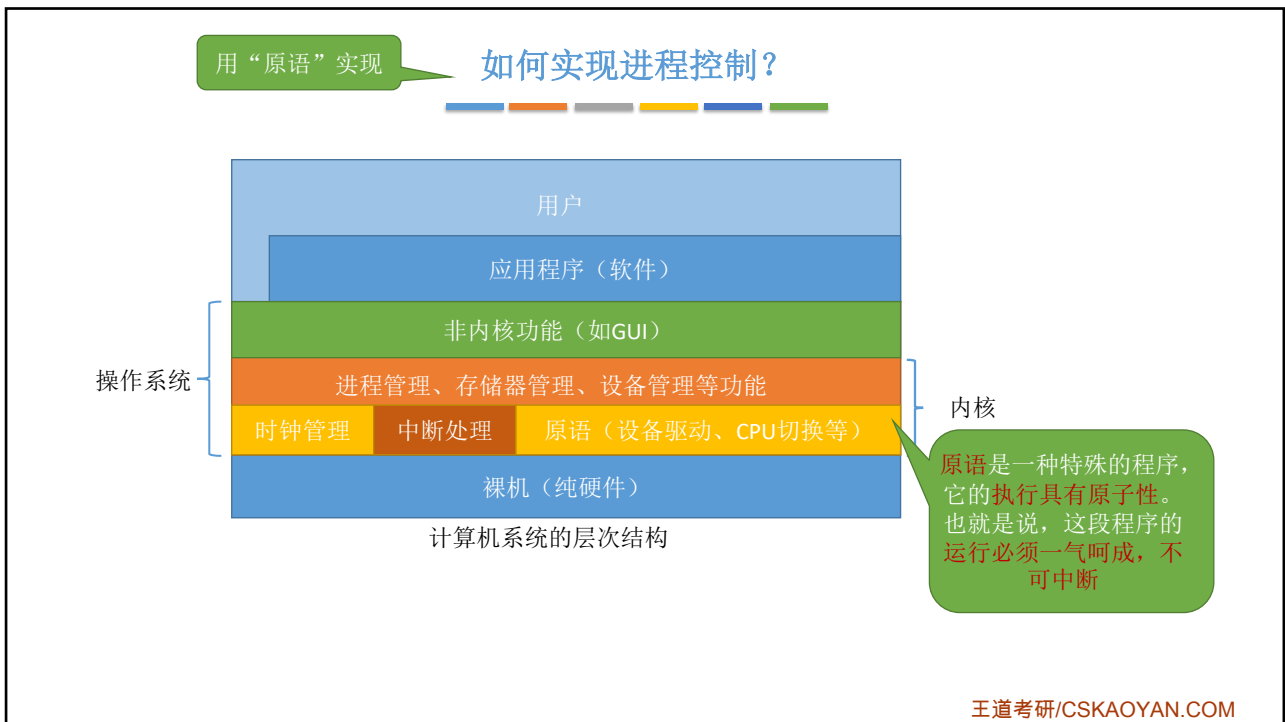 用“原语”实现
如何实现进程控制？
用户
应用程序（软件）
非内核功能（如GUI）
操作系统
进程管理、存储器管理、设备管理等功能
内核
时钟管理
中断处理
原语（设备驱动、CPU切换等）
裸机（纯硬件）
计算机系统的层次结构
原语是一种特殊的程序，
它的执行具有原子性。
也就是说，这段程序的
运行必须一气呵成，不
可中断
王道考研/CSKAOYAN.COM